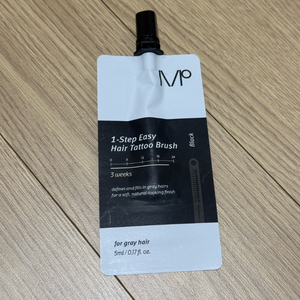 Mº
1-Step Easy
Hair Tattoo Brush
Black
3 weeks
defines and fills in gray hairs
for a soft, natural-looking finish
for gray hair
5ml / 0.17 fl. oz.